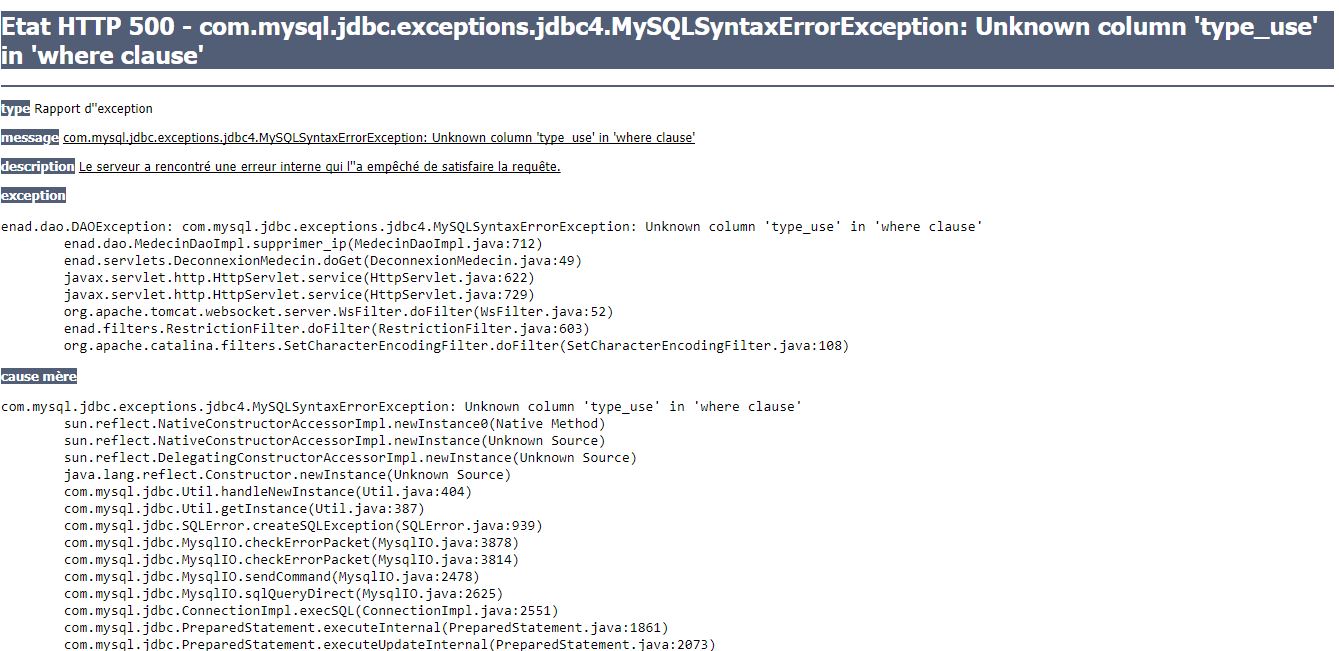 Etat HTTP 500 - com.mysql.jdbc.exceptions.jdbc4.MySQLSyntaxErrorException: Unknown column 'type_use'
in 'where clause'
type Rapport d''exception
message com.mysql.jdbc.exceptions.jdbc4.MySQLSyntaxErrorException: Unknown column 'type_use' in 'where clause'
description Le serveur a rencontré une erreur interne qui l''a empêché de satisfaire la requête.
exception
enad.dao.DAOException: com.mysql.jdbc.exceptions.jdbc4.MySQLSyntaxErrorException: Unknown column 'type_use' in 'where clause'
enad.dao.MedecinDaoImpl.supprimer_ip(MedecinDaoImpl.java:712)
enad.servlets.DeconnexionMedecin.doGet(DeconnexionMedecin.java:49)
javax.servlet.http.HttpServlet.service(HttpServlet.java:622)
javax.servlet.http.HttpServlet.service(HttpServlet.java:729)
org.apache.tomcat.websocket.server.WsFilter.doFilter(WsFilter.java:52)
enad.filters.RestrictionFilter.doFilter(RestrictionFilter.java:603)
org.apache.catalina.filters.SetCharacterEncodingFilter.doFilter(SetCharacterEncodingFilter.java:108)
cause mère
com.mysql.jdbc.exceptions.jdbc4.MySQLSyntaxErrorException: Unknown column 'type_use' in 'where clause'
sun.reflect.NativeConstructorAccessorImpl.newInstance0(Native Method)
sun.reflect.NativeConstructorAccessorImpl.newInstance(Unknown Source)
sun.reflect.DelegatingConstructorAccessorImpl.newInstance(Unknown Source)
java.lang.reflect.Constructor.newInstance(Unknown Source)
com.mysql.jdbc.Util.handleNewInstance(Util.java:404)
com.mysql.jdbc.Util.getInstance(Util.java:387)
com.mysql.jdbc.SQLError.createSQLException(SQLError.java:939)
com.mysql.jdbc.MysqlIO.checkErrorPacket(MysqlIO.java:3878)
com.mysql.jdbc.MysqlIO.checkErrorPacket(MysqlIO.java:3814)
com.mysql.jdbc.MysqlIO.sendCommand(MysqlIO.java:2478)
com.mysql.jdbc.MysqlIO.sqlQueryDirect(MysqlIO.java:2625)
com.mysql.jdbc.ConnectionImpl.execSQL(ConnectionImpl.java:2551)
com.mysql.jdbc.PreparedStatement.executeInternal(PreparedStatement.java:1861)
com.mysql.jdbc.PreparedStatement.executeUpdateInternal(PreparedStatement.java:2073)